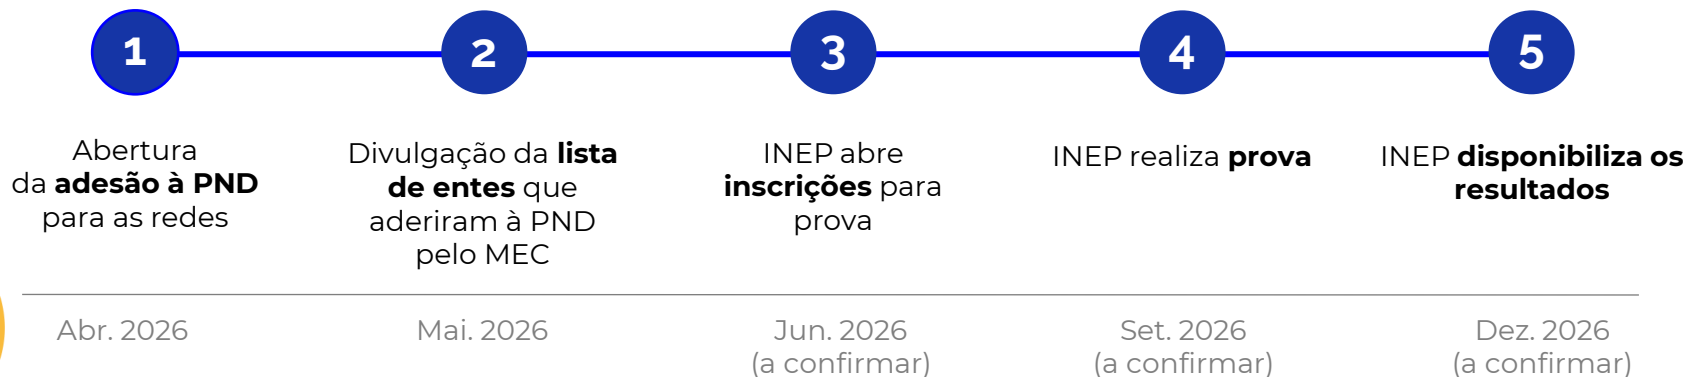 1
2
3
4
5
Abertura
da adesão à PND
para as redes
Divulgação da lista
de entes que
aderiram à PND
pelo MEC
INEP abre
inscrições para
prova
INEP realiza prova
INEP disponibiliza os
resultados
Abr. 2026
Mai. 2026
Jun. 2026
(a confirmar)
Set. 2026
(a confirmar)
Dez. 2026
(a confirmar)